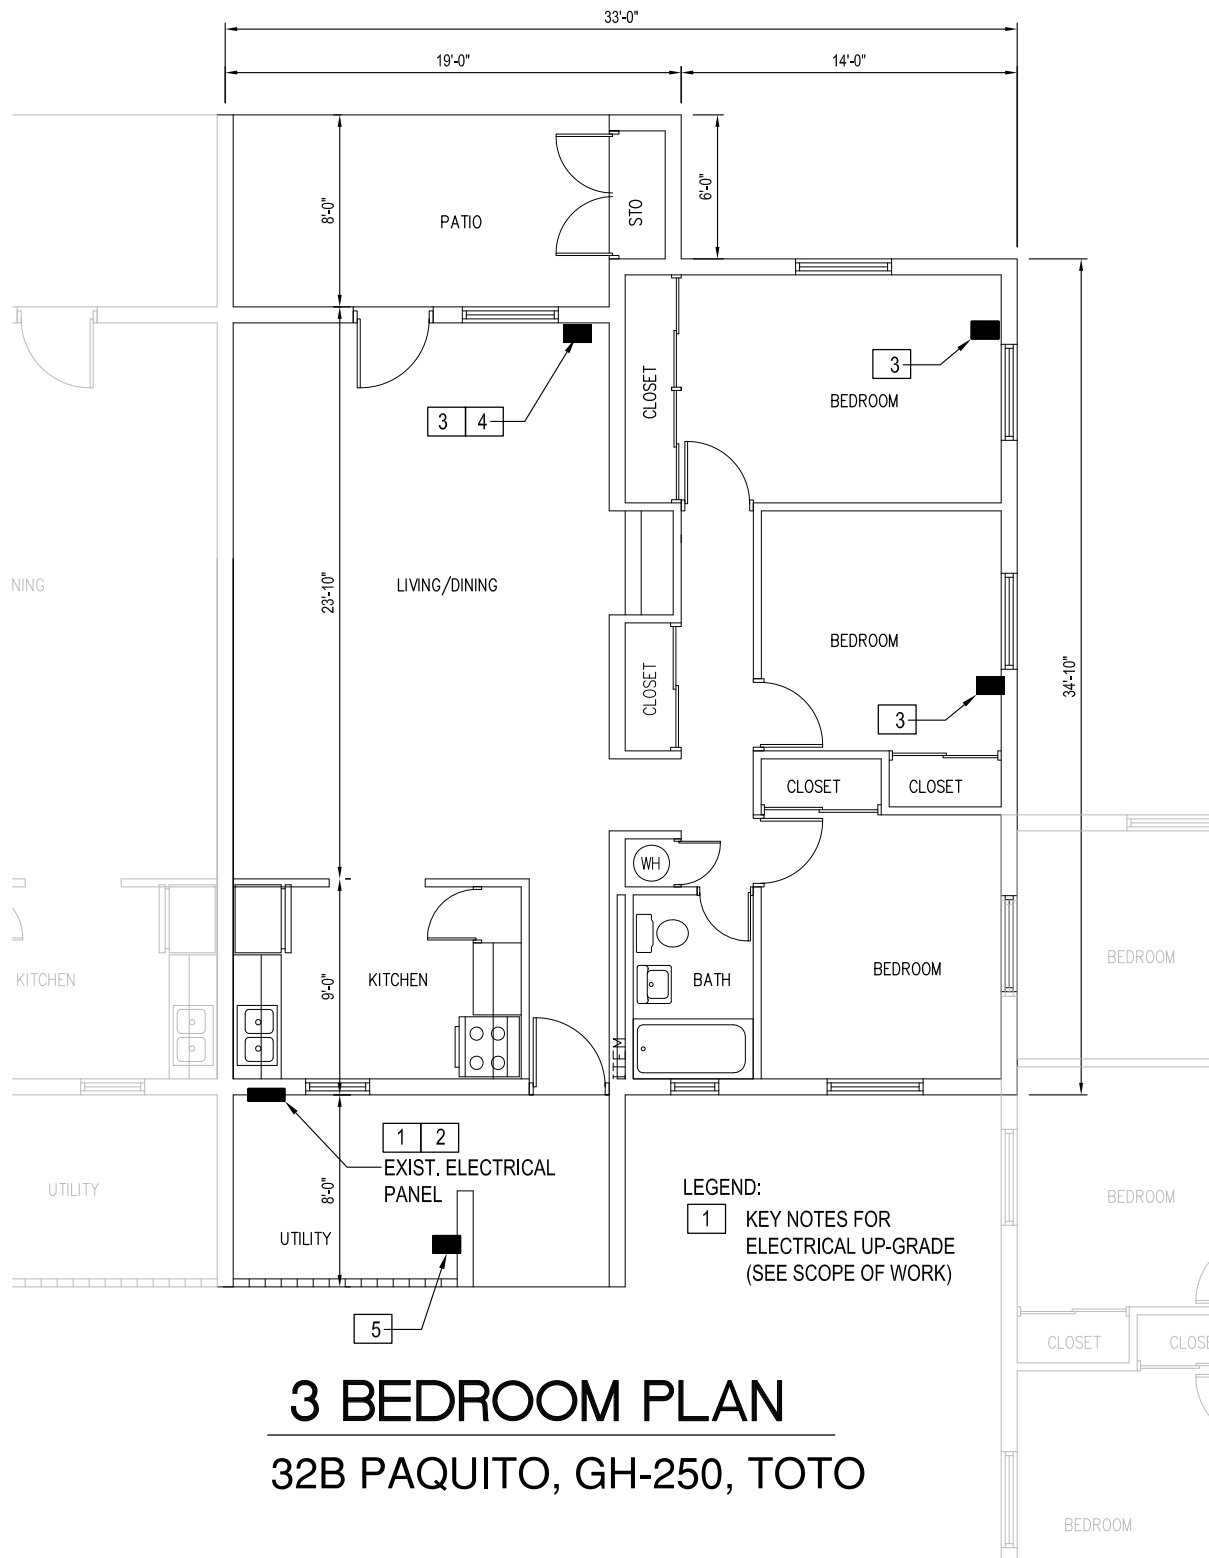 33'-0"
19'-0"
14'-0"
8'-0"
PATIO
STO
6'-0"
3
BEDROOM
CLOSET
3 4
NING
LIVING/DINING
23'-10"
BEDROOM
CLOSET
34'-10"
3
CLOSET
CLOSET
WH
KITCHEN
9'-0"
KITCHEN
BATH
BEDROOM
BEDROOM
ITEM
1 2
EXIST. ELECTRICAL
PANEL
UTILITY
8'-0"
UTILITY
LEGEND:
1 KEY NOTES FOR
ELECTRICAL UP-GRADE
(SEE SCOPE OF WORK)
BEDROOM
5
CLOSET
CLOSE
3 BEDROOM PLAN
32B PAQUITO, GH-250, TOTO
BEDROOM